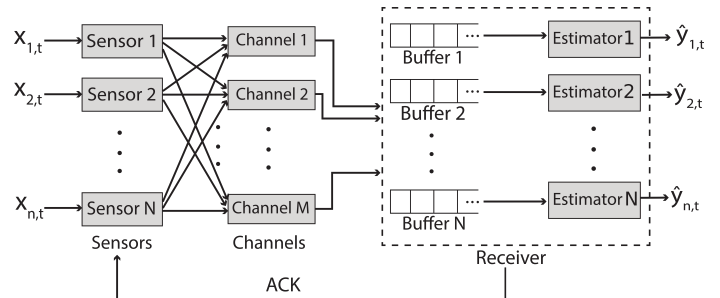 x1,t
Sensor 1
Channel 1
Buffer 1
Estimator1
ŷ1,t
x2,t
Sensor 2
Channel 2
Buffer 2
Estimator2
ŷ2,t
xn,t
Sensor N
Channel M
Buffer N
Estimator N
ŷn,t
Sensors
Channels
Receiver
ACK